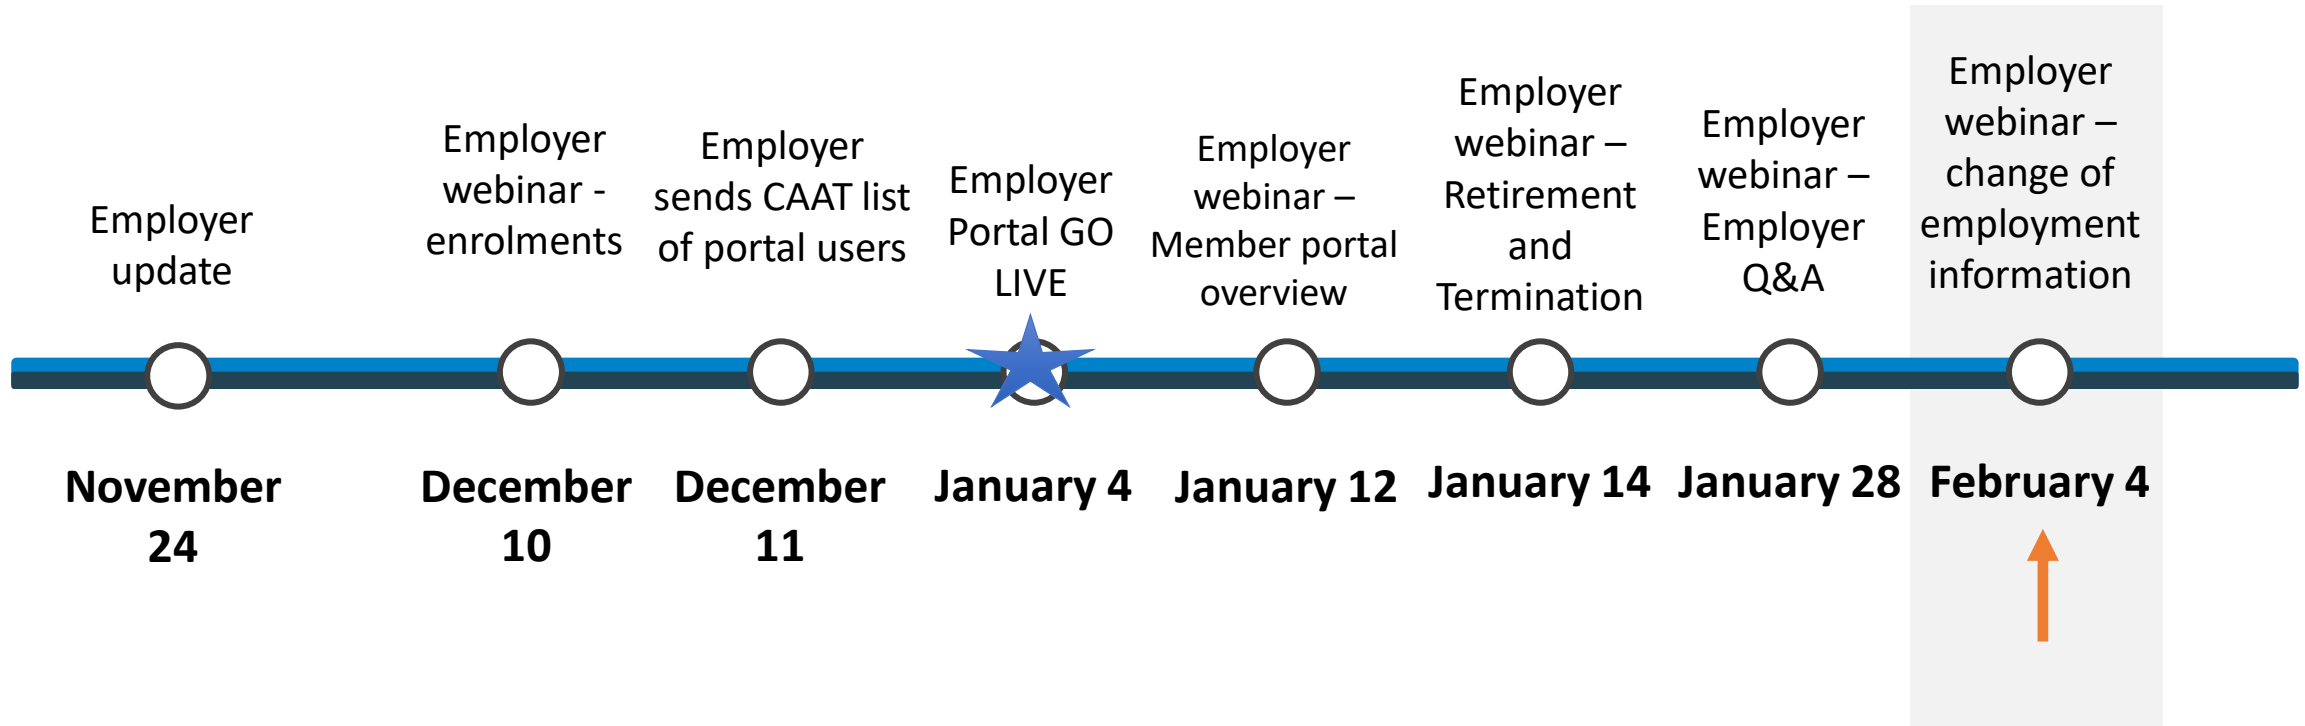 Employer
update
November
24
Employer
webinar -
enrolments
December
10
Employer
sends CAAT list
of portal users
December
11
Employer
Portal GO
LIVE
January 4
Employer
webinar –
Member portal
overview
January 12
Employer
webinar –
Retirement
and
Termination
January 14
Employer
webinar –
Employer
Q&A
January 28
Employer
webinar –
change of
employment
information
February 4